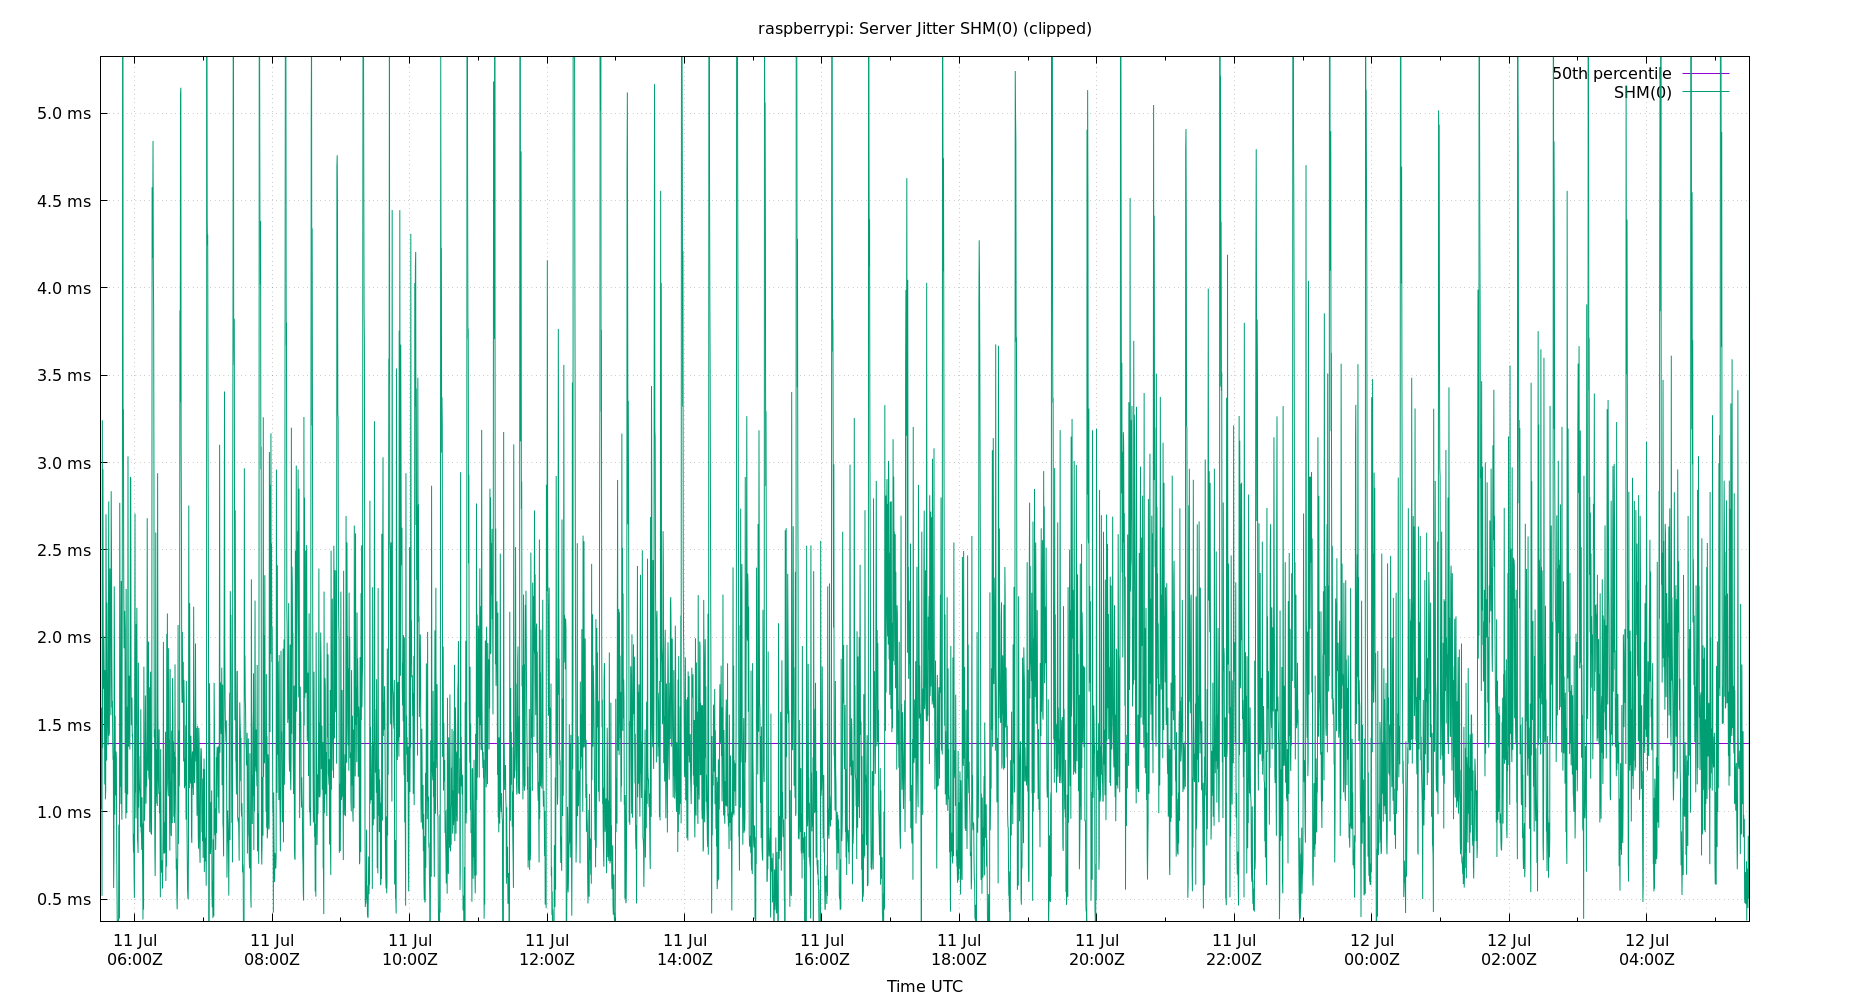 raspberrypi: Server Jitter SHM(0) (clipped)
50th percentile
SHM(0)
5.0 ms
4.5 ms
4.0 ms
3.5 ms
3.0 ms
2.5 ms
2.0 ms
1.5 ms
1.0 ms
0.5 ms
11 Jul 11 Jul 11 Jul 11 Jul 11 Jul 11 Jul 11 Jul 11 Jul 11 Jul 12 Jul 12 Jul 12 Jul
06:00Z 08:00Z 10:00Z 12:00Z 14:00Z 16:00Z 18:00Z 20:00Z 22:00Z 00:00Z 02:00Z 04:00Z
Time UTC